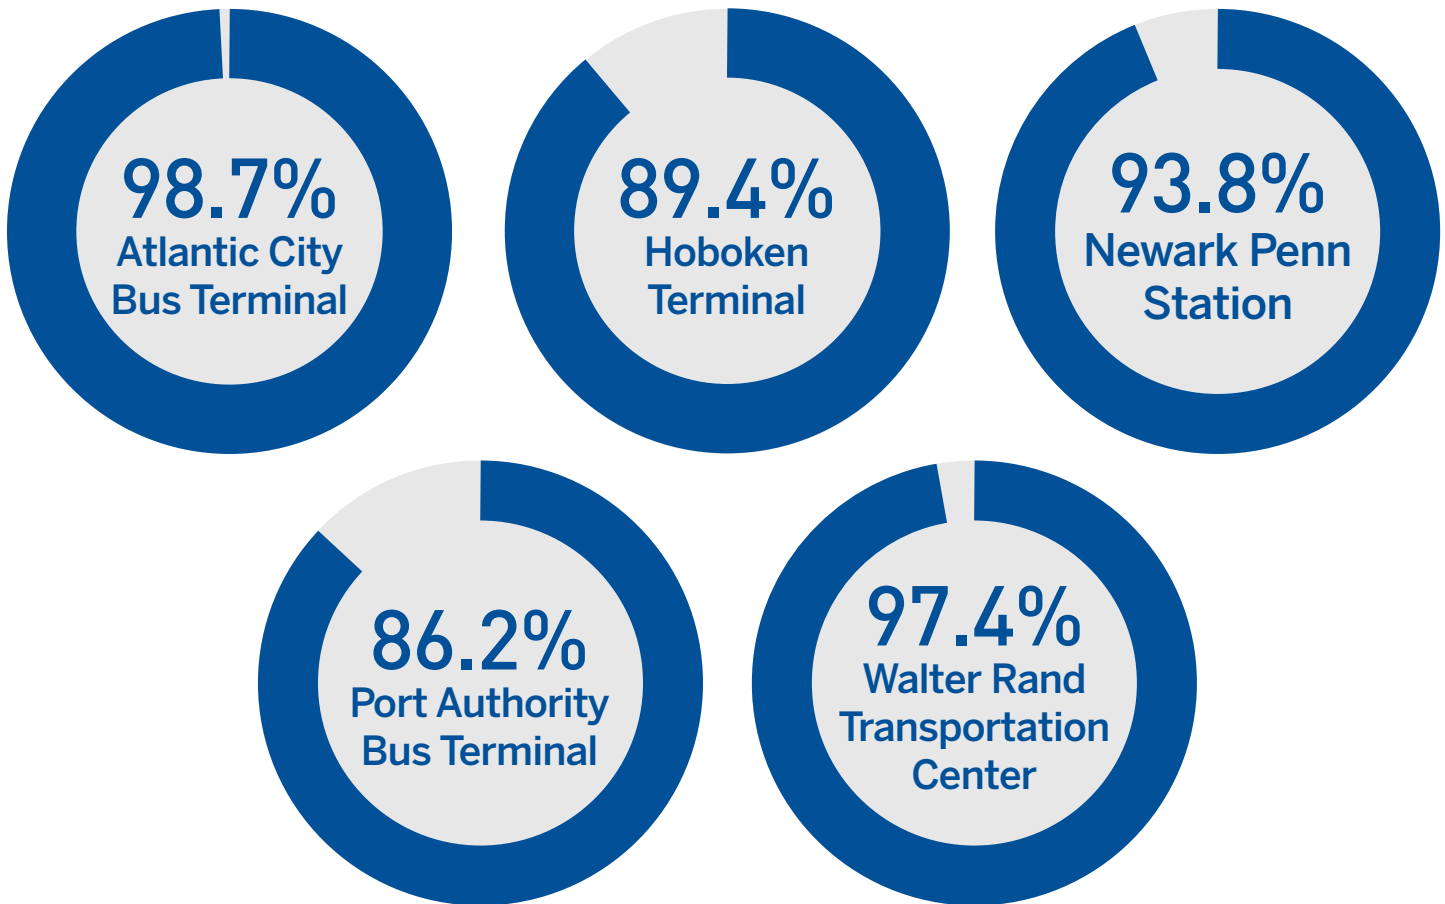 98.7%
Atlantic City
Bus Terminal
89.4%
Hoboken
Terminal
93.8%
Newark Penn
Station
86.2%
Port Authority
Bus Terminal
97.4%
Walter Rand
Transportation
Center